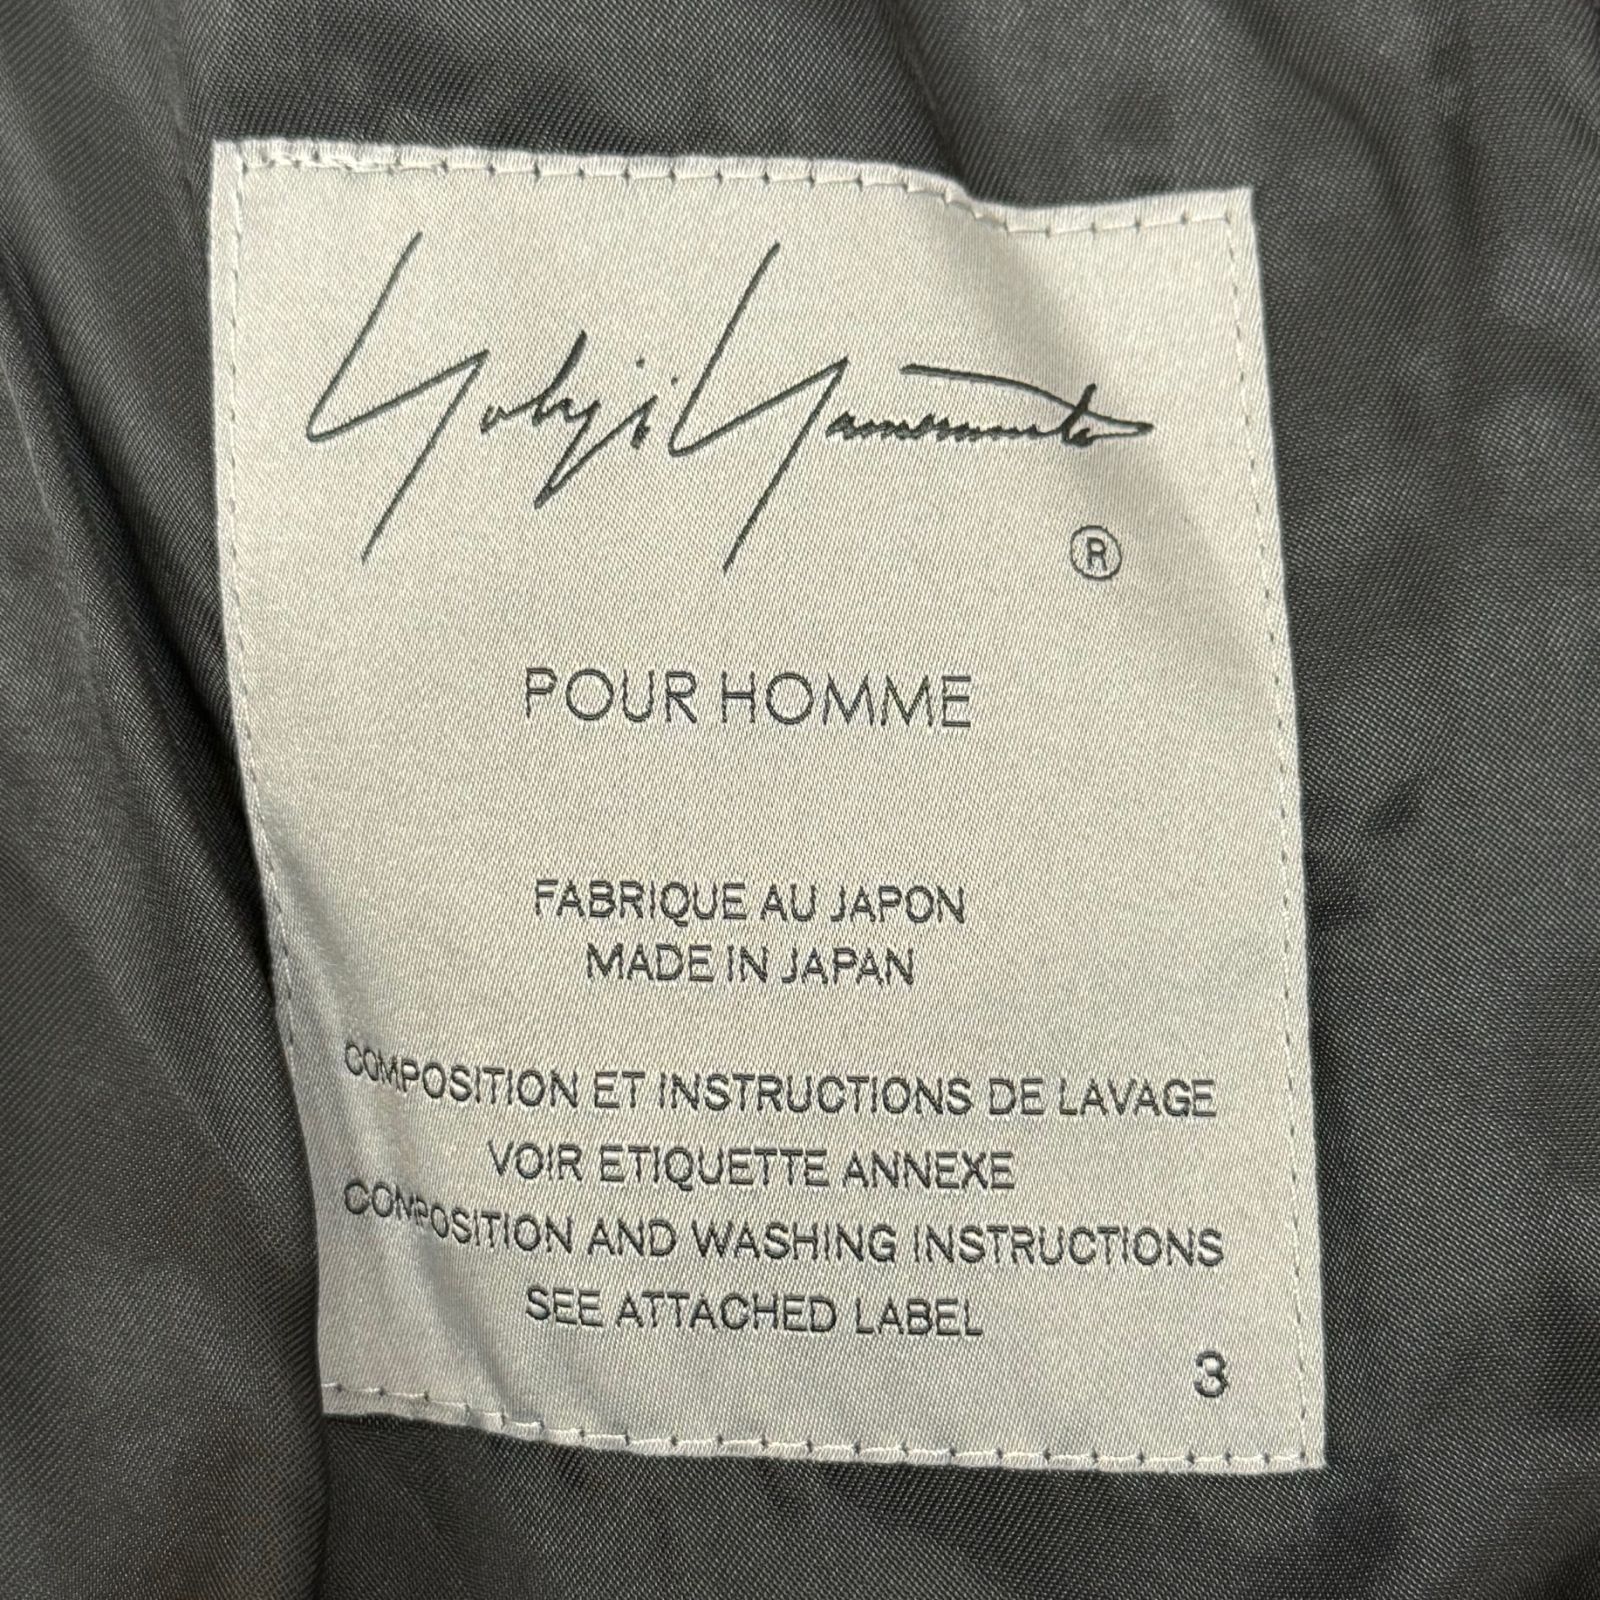 Yohji Yamamoto
®
POUR HOMME
FABRIQUE AU JAPON
MADE IN JAPAN
COMPOSITION ET INSTRUCTIONS DE LAVAGE
VOIR ETIQUETTE ANNEXE
COMPOSITION AND WASHING INSTRUCTIONS
SEE ATTACHED LABEL
3